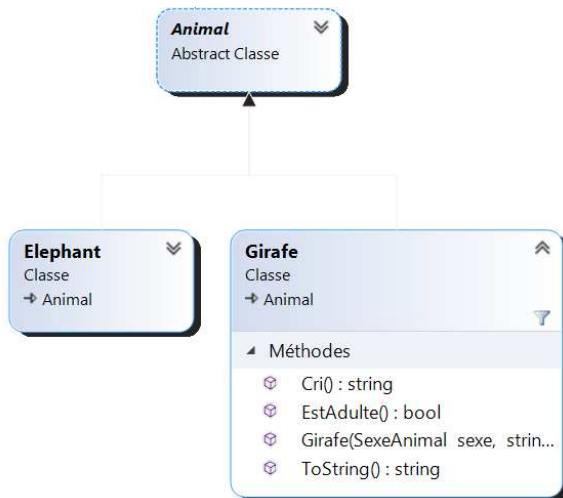 Animal
Abstract Classe
Elephant
Classe
Animal
Girafe
Classe
Animal
Méthodes
Cri() : string
EstAdulte() : bool
Girafe(SexeAnimal sexe, strin...
ToString() : string